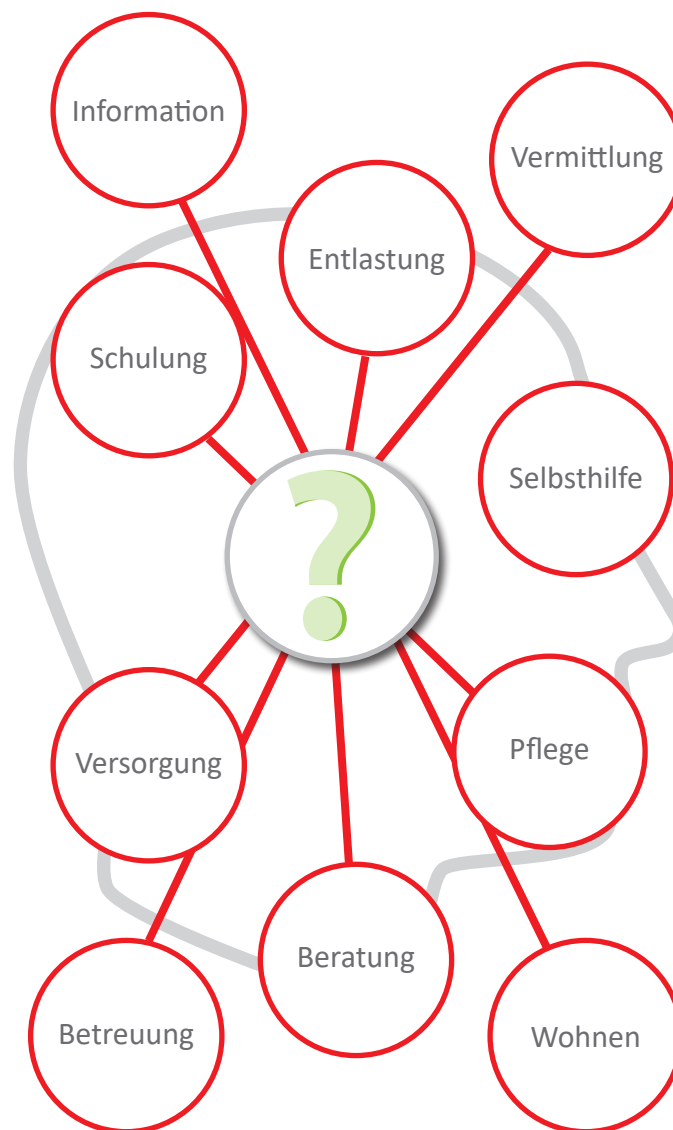 Information
Vermittlung
Entlastung
Schulung
Selbsthilfe
?
Pflege
Versorgung
Beratung
Betreuung
Wohnen